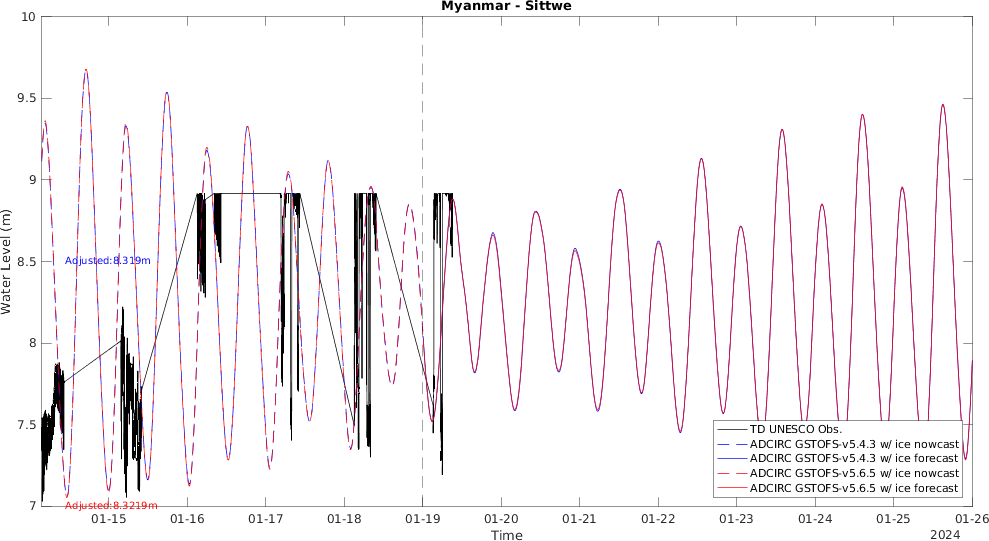 Myanmar - Sittwe
Water Level (m)
10
9.5
9
8.5
8
7.5
7
Adjusted:8.319m
Adjusted:8.3219m
TD UNESCO Obs.
ADCIRC GSTOFS-v5.4.3 w/ ice nowcast
ADCIRC GSTOFS-v5.4.3 w/ ice forecast
ADCIRC GSTOFS-v5.6.5 w/ ice nowcast
ADCIRC GSTOFS-v5.6.5 w/ ice forecast
01-15 01-16 01-17 01-18 01-19 01-20 01-21 01-22 01-23 01-24 01-25 01-26
Time
2024